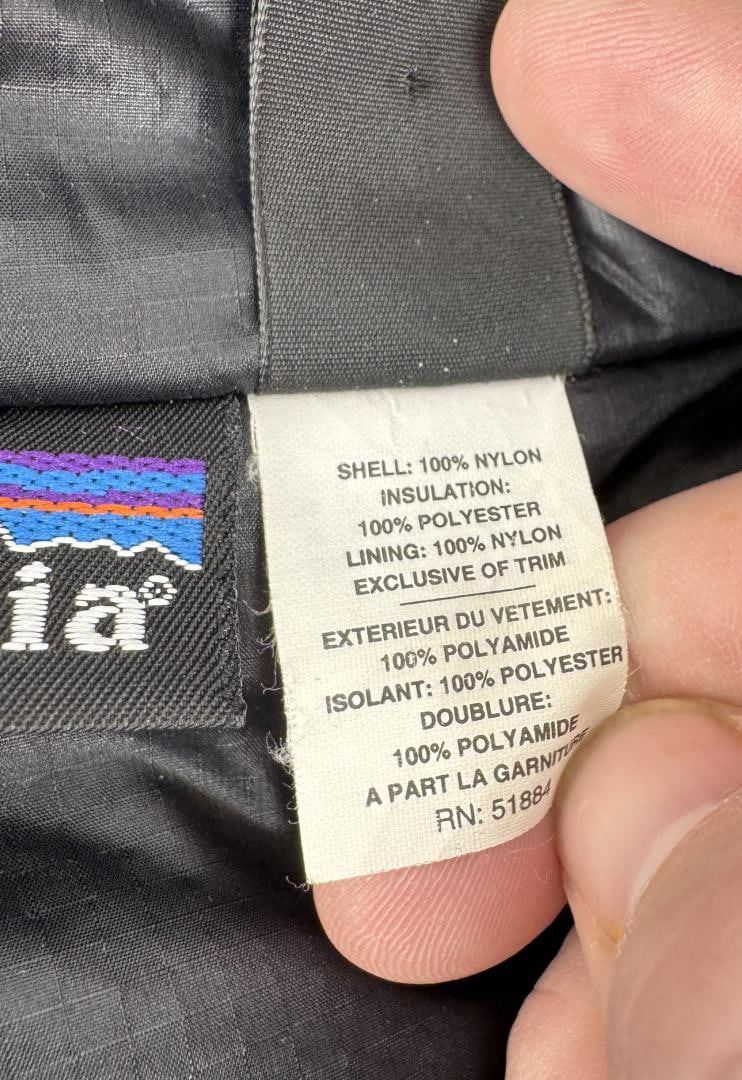 SHELL: 100% NYLON
INSULATION:
100% POLYESTER
LINING: 100% NYLON
EXCLUSIVE OF TRIM
EXTERIEUR DU VETEMENT:
100% POLYAMIDE
ISOLANT: 100% POLYESTER
DOUBLURE:
100% POLYAMIDE
A PART LA GARNITURE
RN: 51884
ia®